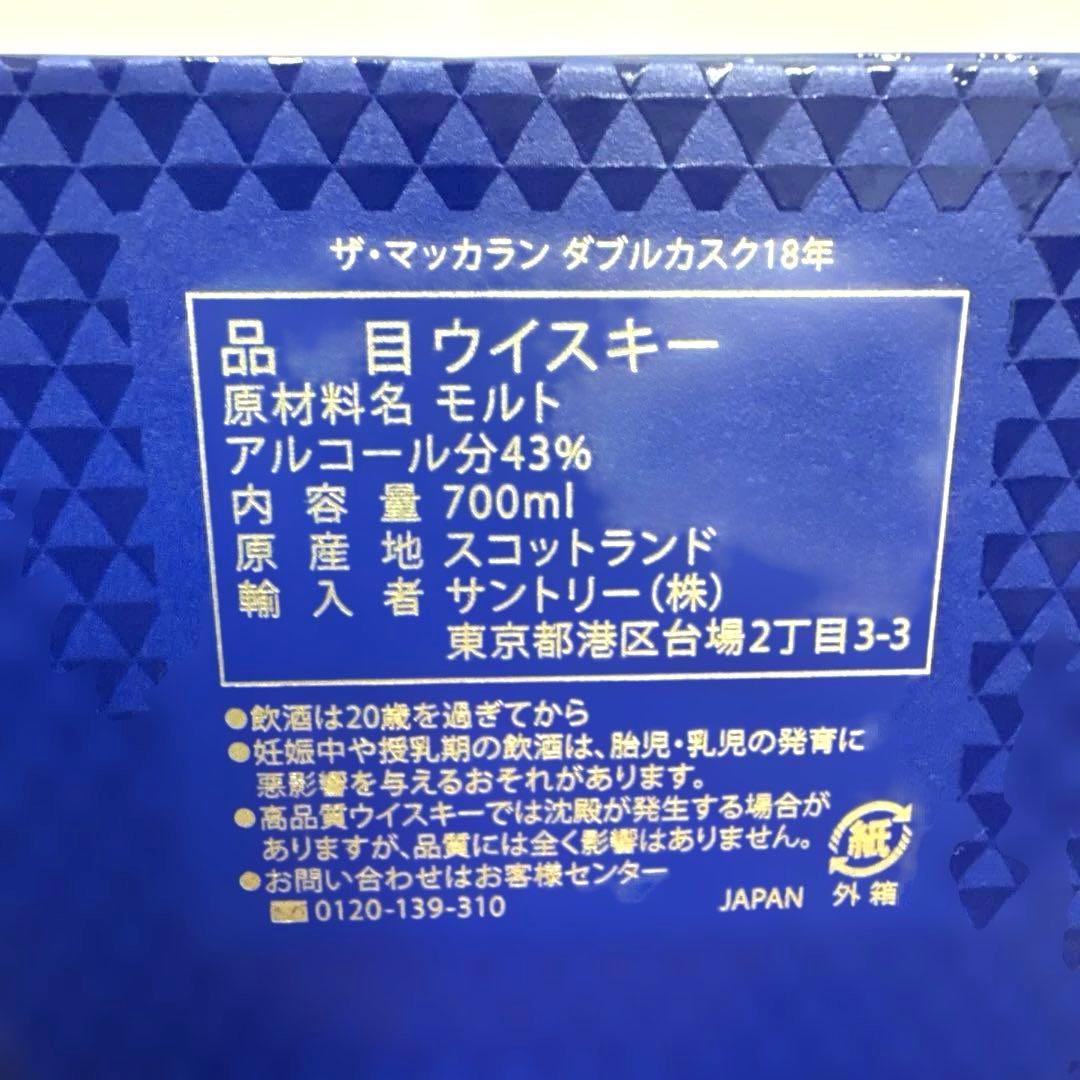 ザ・マッカラン ダブルカスク18年
品 目 ウイスキー
原材料名 モルト
アルコール分43%
内容量 700ml
原産地 スコットランド
輸入者 サントリー(株)
東京都港区台場2丁目3-3
●飲酒は20歳を過ぎてから
●妊娠中や授乳期の飲酒は、胎児・乳児の発育に
悪影響を与えるおそれがあります。
●高品質ウイスキーでは沈殿が発生する場合が
ありますが、品質には全く影響はありません。
●お問い合わせはお客様センター
0120-139-310
JAPAN
紙
外箱